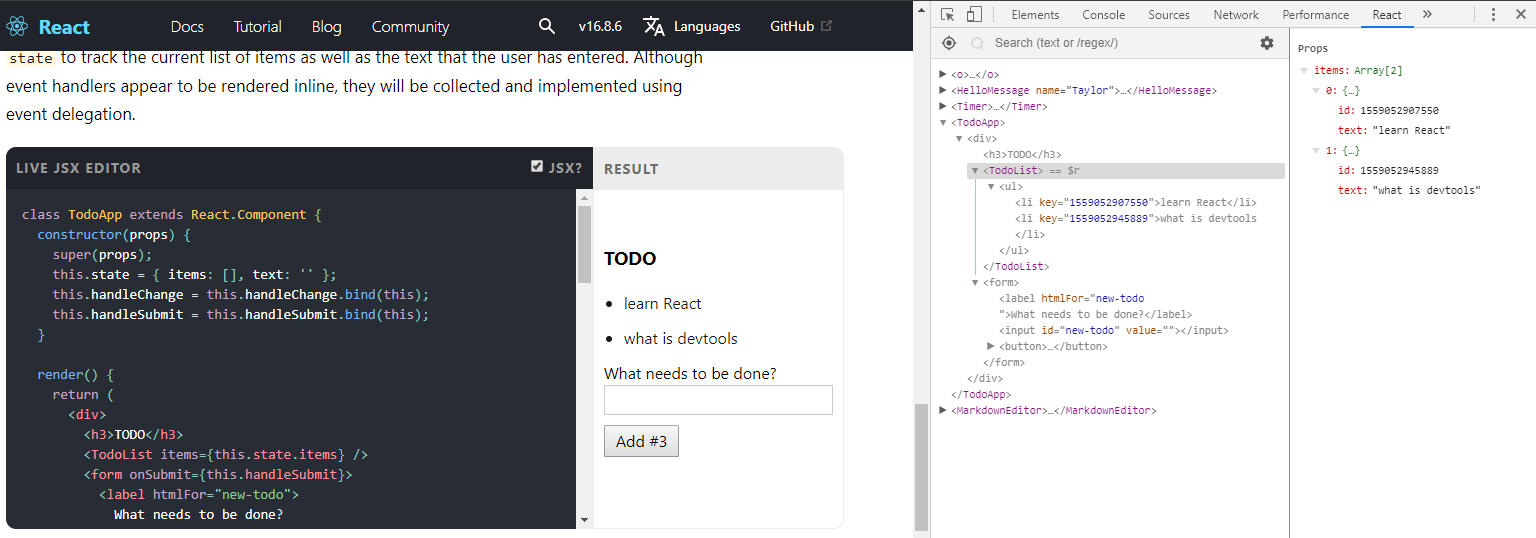 React
Docs
Tutorial
Blog
Community
v16.8.6
Languages
GitHub
state to track the current list of items as well as the text that the user has entered. Although
event handlers appear to be rendered inline, they will be collected and implemented using
event delegation.
LIVE JSX EDITOR
JSX?
class TodoApp extends React.Component {
constructor(props) {
super(props);
this.state = { items: [], text: '' };
this.handleChange = this.handleChange.bind(this);
this.handleSubmit = this.handleSubmit.bind(this);
}
render() {
return (
<div>
<h3>TODO</h3>
<TodoList items={this.state.items} />
<form onSubmit={this.handleSubmit}>
<label htmlFor="new-todo">
What needs to be done?
RESULT
TODO
• learn React
• what is devtools
What needs to be done?
Add #3
Elements
Console
Sources
Network
Performance
React
»
Search (text or /regex/)
<o>…</o>
<HelloMessage name="Taylor">…</HelloMessage>
<Timer>…</Timer>
<TodoApp>
<div>
<h3>TODO</h3>
<TodoList> == $r
<ul>
<li key="1559052907550">learn React</li>
<li key="1559052945889">what is devtools
</li>
</ul>
</TodoList>
<form>
<label htmlFor="new-todo
">What needs to be done?</label>
<input id="new-todo" value=""></input>
<button>…</button>
</form>
</div>
</TodoApp>
<MarkdownEditor>…</MarkdownEditor>
Props
items: Array[2]
0: {…}
id: 1559052907550
text: "learn React"
1: {…}
id: 1559052945889
text: "what is devtools"